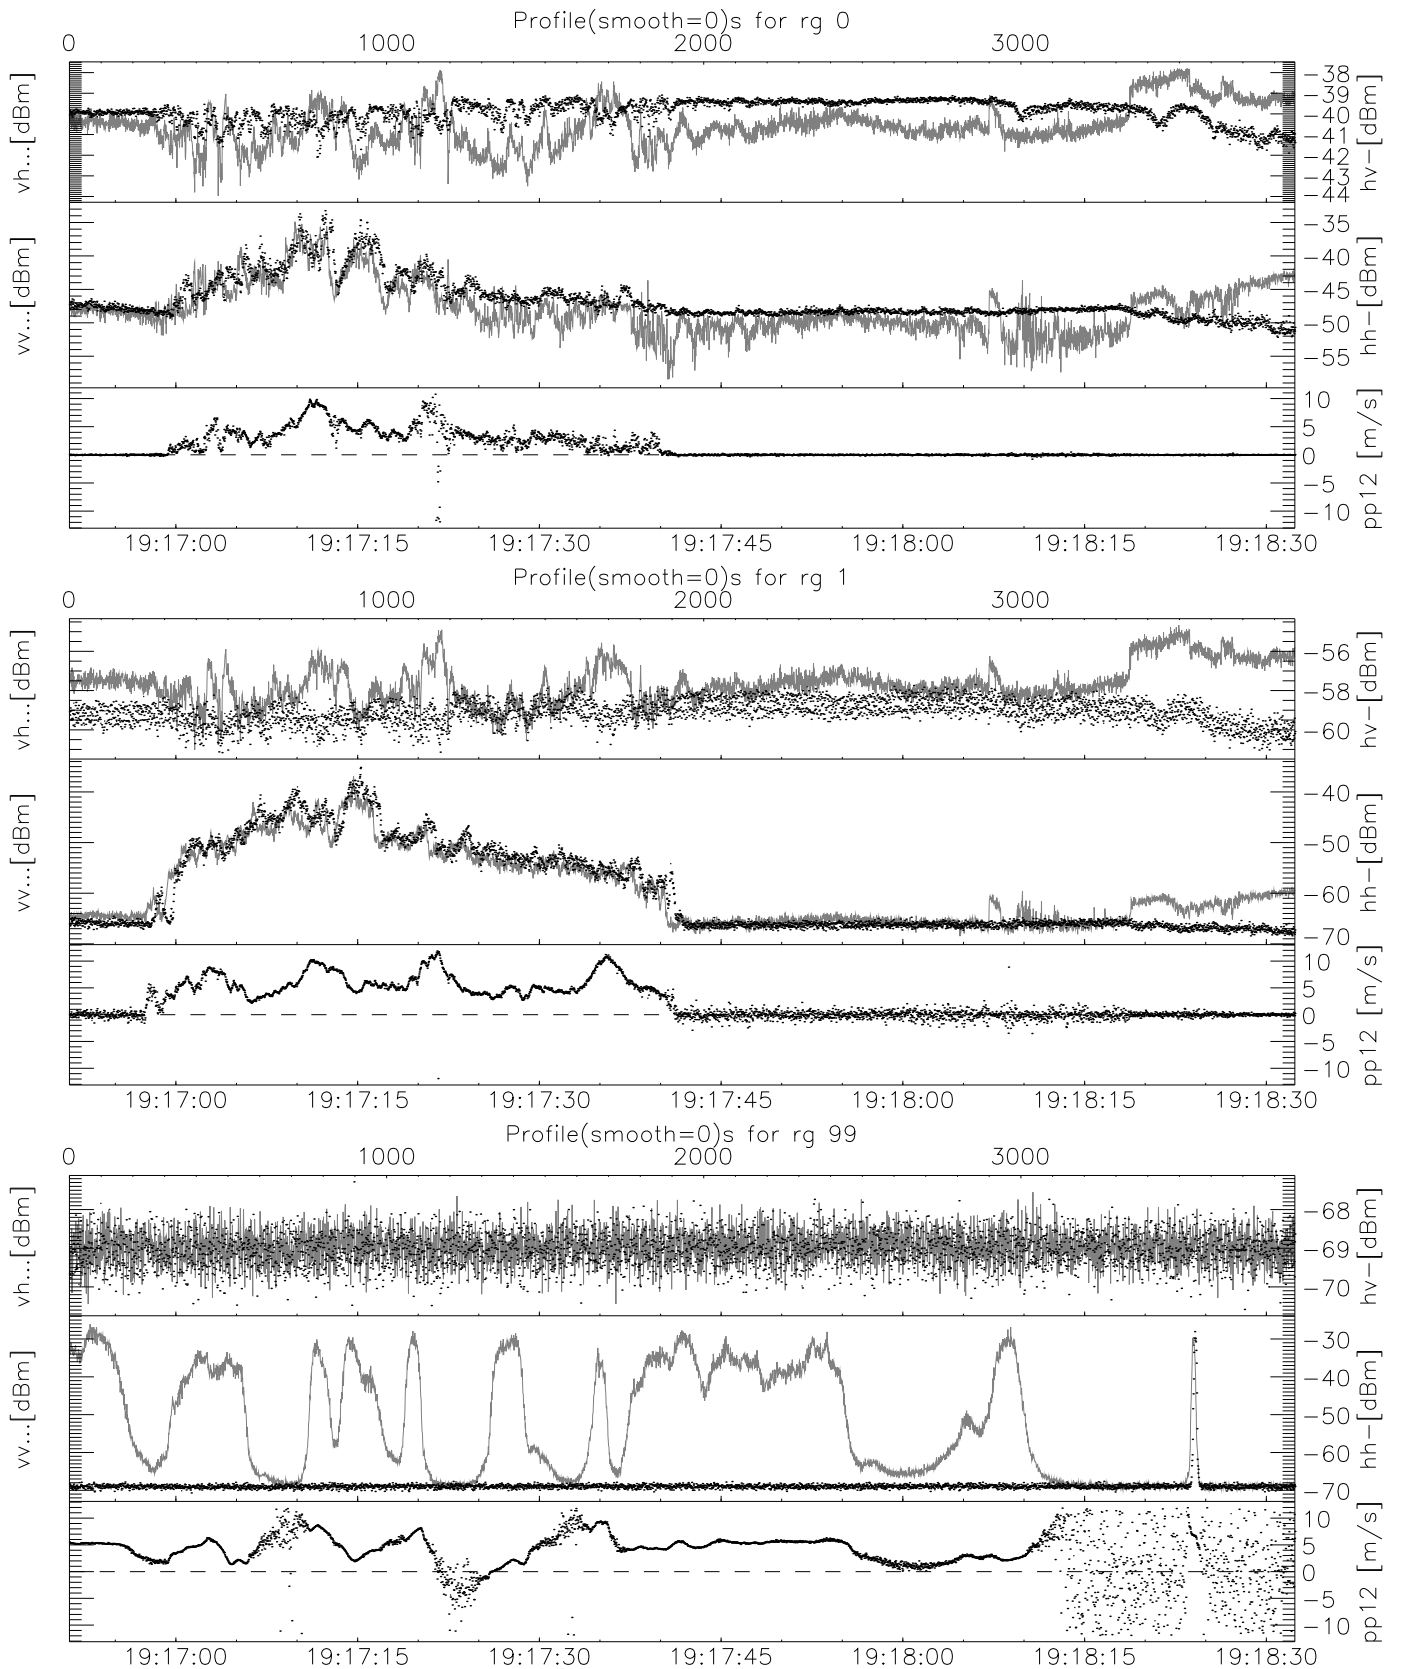 Profile(smooth=0)s for rg 0
0 1000 2000 3000
vh...[dBm]
-38
-39
-40
-41
-42
-43
-44
hv-[dBm]
vv...[dBm]
-35
-40
-45
-50
-55
hh-[dBm]
10
5
0
-5
-10
pp12 [m/s]
19:17:00 19:17:15 19:17:30 19:17:45 19:18:00 19:18:15 19:18:30
Profile(smooth=0)s for rg 1
0 1000 2000 3000
vh...[dBm]
-56
-58
-60
hv-[dBm]
vv...[dBm]
-40
-50
-60
-70
hh-[dBm]
10
5
0
-5
-10
pp12 [m/s]
19:17:00 19:17:15 19:17:30 19:17:45 19:18:00 19:18:15 19:18:30
Profile(smooth=0)s for rg 99
0 1000 2000 3000
vh...[dBm]
-68
-69
-70
hv-[dBm]
vv...[dBm]
-30
-40
-50
-60
-70
hh-[dBm]
10
5
0
-5
-10
pp12 [m/s]
19:17:00 19:17:15 19:17:30 19:17:45 19:18:00 19:18:15 19:18:30